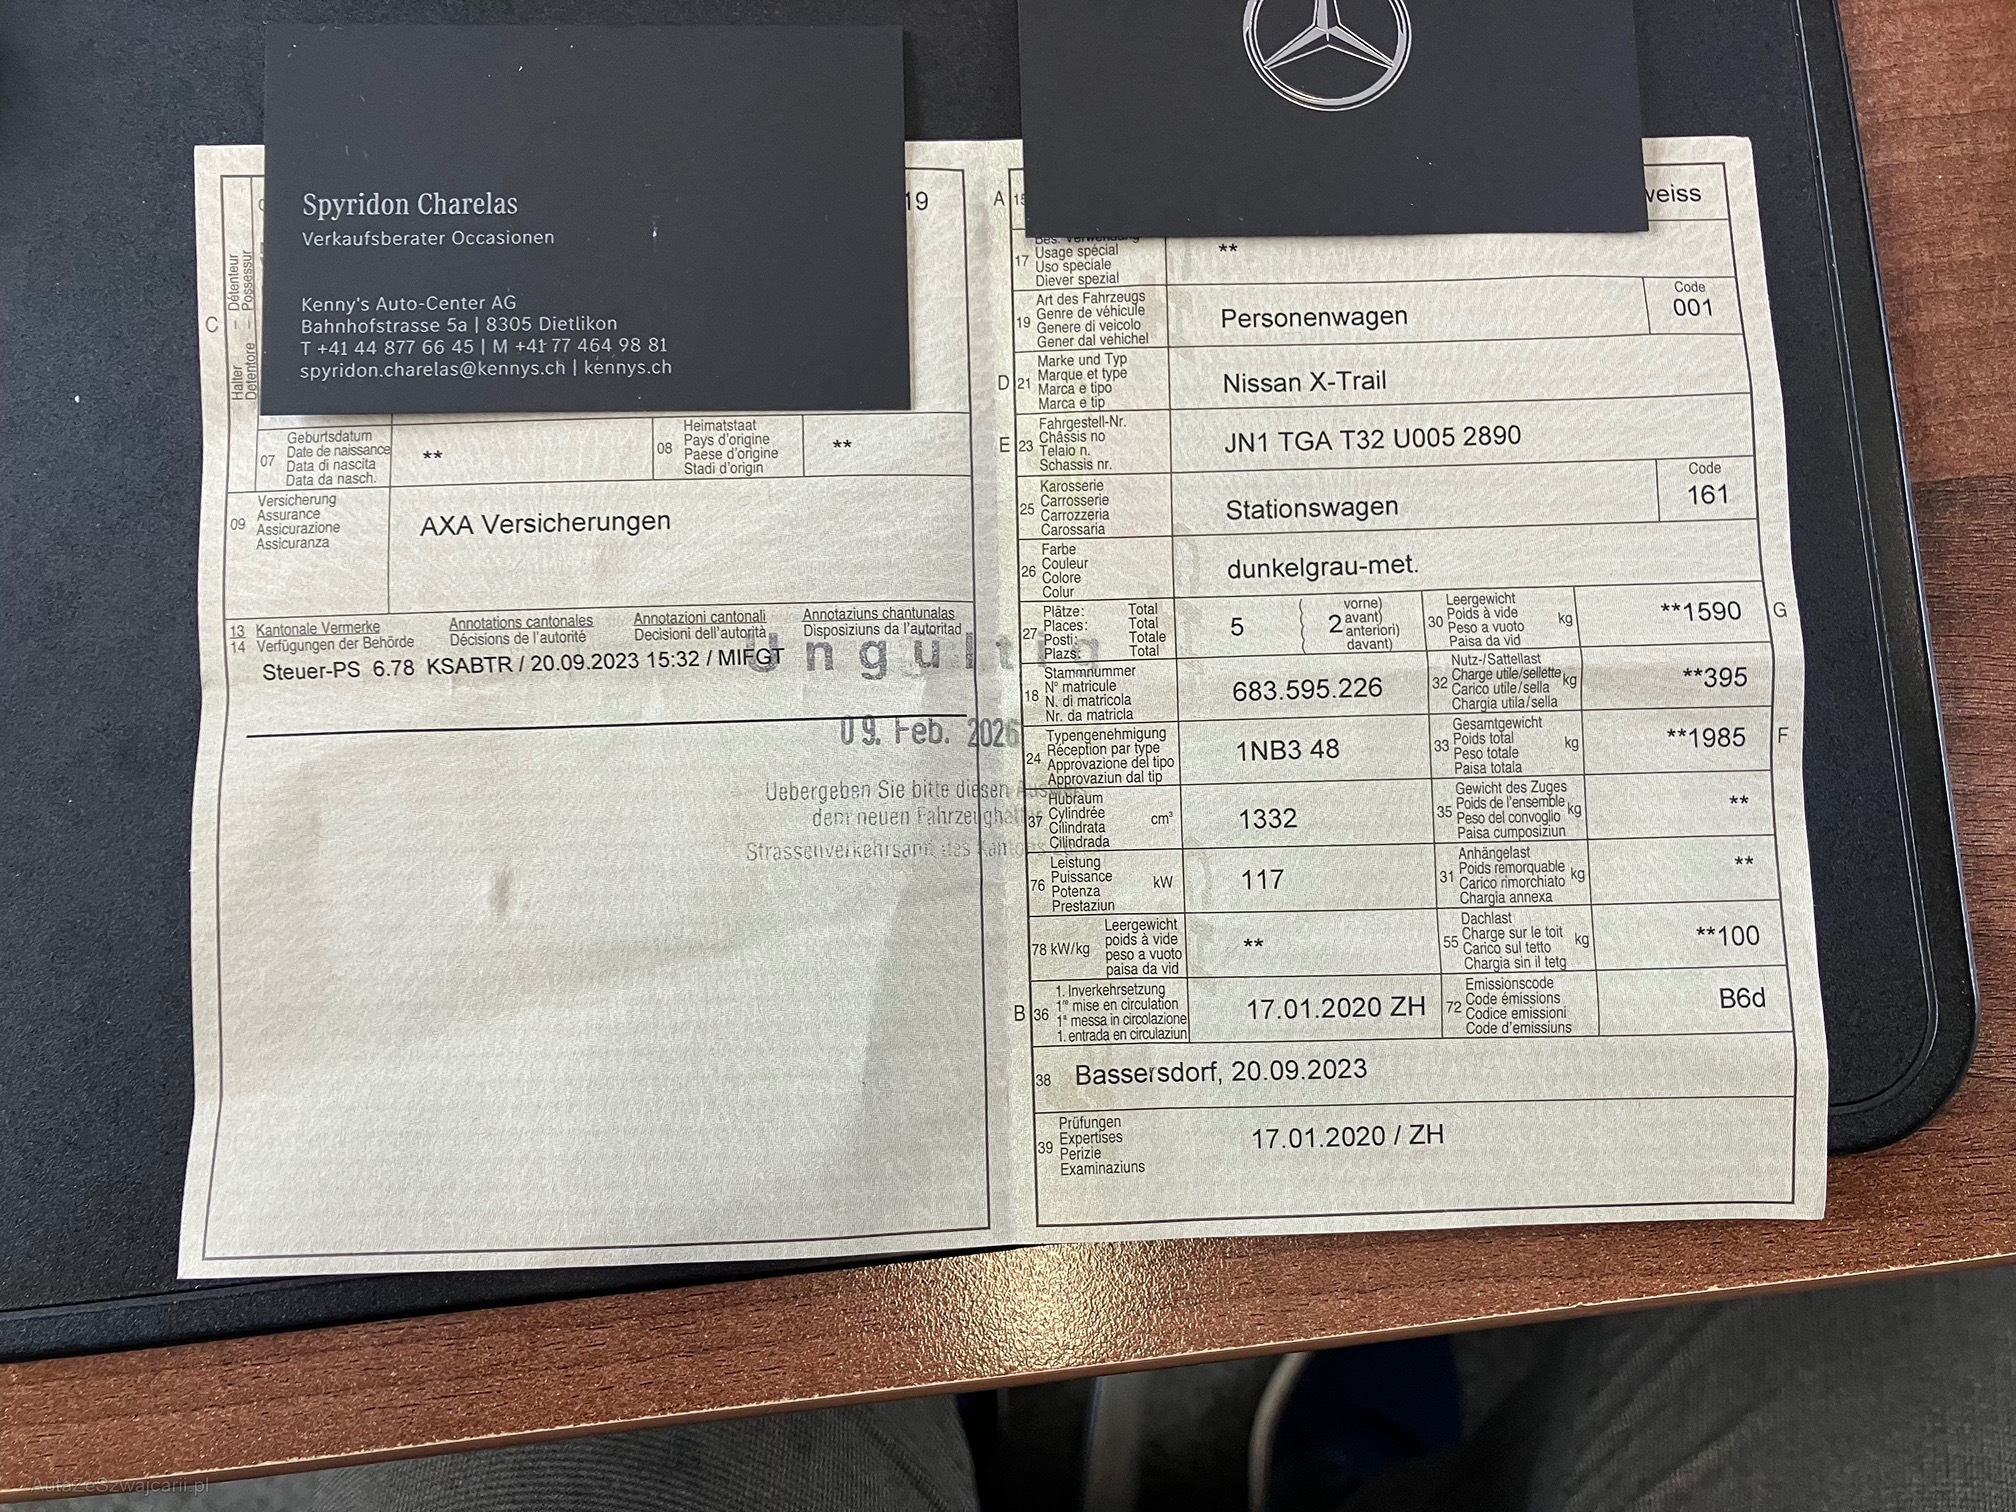 Spyridon Charelas
Verkaufsberater Occasionen
Kenny's Auto-Center AG
Bahnhofstrasse 5a | 8305 Dietlikon
T +41 44 877 66 45 | M +41 77 464 98 81
spyridon.charelas@kennys.ch | kennys.ch
19
C
Halter – Détenteur
Detentore – Possessur
07
Geburtsdatum
Date de naissance
Data di nascita
Data da nasch.
**
08
Heimatstaat
Pays d'origine
Paese d'origine
Stadi d'origin
**
09
Versicherung
Assurance
Assicurazione
Assicuranza
AXA Versicherungen
13 Kantonale Vermerke Annotations cantonales Annotazioni cantonali Annotaziuns chantunalas
14 Verfügungen der Behörde Décisions de l'autorité Decisioni dell'autorità Disposiziuns da l'autoritad
Steuer-PS 6.78 KSABTR / 20.09.2023 15:32 / MIFGT
Ungültig
09. Feb. 2026
Uebergeben Sie bitte diesen
dem neuen
Strassenverkehrsamt des
A
15
weiss
17
Bes. Verwendung
Usage spécial
Uso speciale
Diever spezial
**
19
Art des Fahrzeugs
Genre de véhicule
Genere di veicolo
Gener dal vehichel
Personenwagen
Code
001
D
21
Marke und Typ
Marque et type
Marca e tipo
Marca e tip
Nissan X-Trail
E
23
Fahrgestell-Nr.
Châssis no
Telaio n.
Schassis nr.
JN1 TGA T32 U005 2890
25
Karosserie
Carrosserie
Carrozzeria
Carossaria
Stationswagen
Code
161
26
Farbe
Couleur
Colore
Colur
dunkelgrau-met.
27
Plätze: Total
Places: Total
Posti: Totale
Plazs: Total
5
2
vorne)
avant)
anteriori)
davant)
30
Leergewicht
Poids à vide
Peso a vuoto
Paisa da vid
kg
**1590
G
18
Stammnummer
N° matricule
N. di matricola
Nr. da matricla
683.595.226
32
Nutz-/Sattellast
Charge utile/sellette
Carico utile/sella
Chargia utila/sella
kg
**395
24
Typengenehmigung
Réception par type
Approvazione del tipo
Approvaziun dal tip
1NB3 48
33
Gesamtgewicht
Poids total
Peso totale
Paisa totala
kg
**1985
F
37
Hubraum
Cylindrée
Cilindrata
Cilindrada
cm³
1332
35
Gewicht des Zuges
Poids de l'ensemble
Peso del convoglio
Paisa cumposiziun
kg
**
76
Leistung
Puissance
Potenza
Prestaziun
kW
117
31
Anhängelast
Poids remorquable
Carico rimorchiato
Chargia annexa
kg
**
78 kW/kg
Leergewicht
poids à vide
peso a vuoto
paisa da vid
**
55
Dachlast
Charge sur le toit
Carico sul tetto
Chargia sin il tetg
kg
**100
B
36
1. Inverkehrsetzung
1re mise en circulation
1a messa in circolazione
1. entrada en circulaziun
17.01.2020 ZH
72
Emissionscode
Code émissions
Codice emissioni
Code d'emissiuns
B6d
38
Bassersdorf, 20.09.2023
39
Prüfungen
Expertises
Perizie
Examinaziuns
17.01.2020 / ZH
AutaZeSzwajcarii.pl